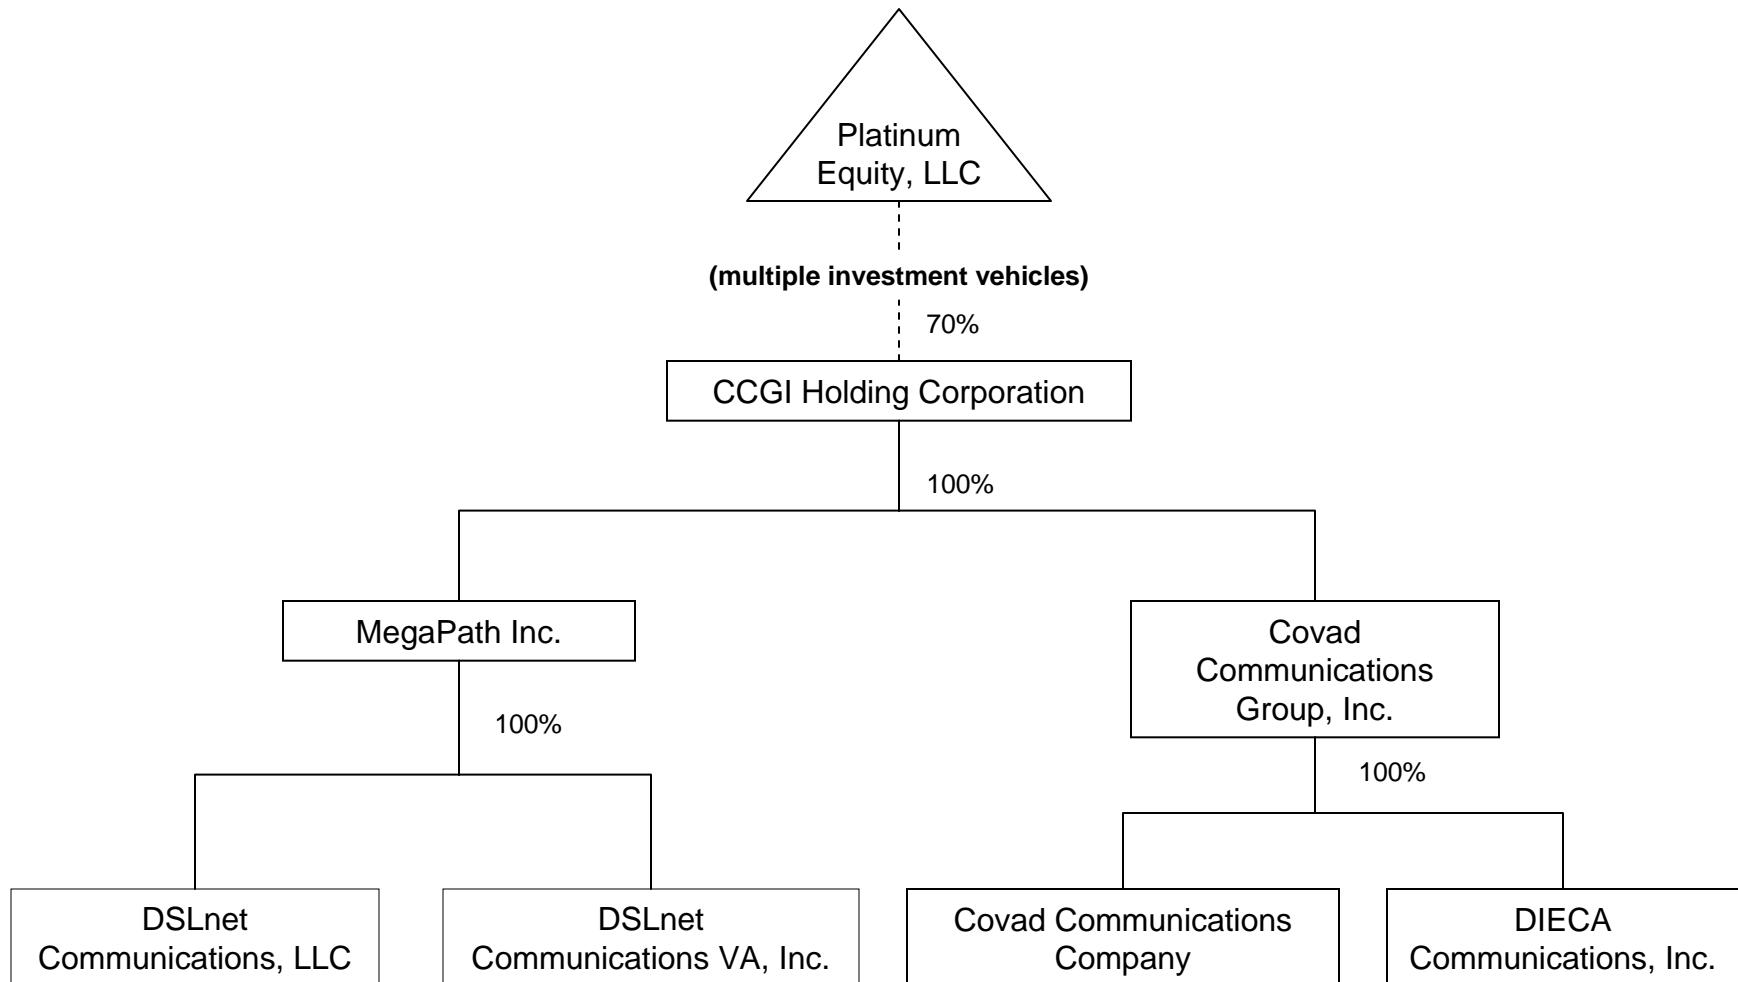 Platinum
Equity, LLC
(multiple investment vehicles)
70%
CCGI Holding Corporation
100%
MegaPath Inc.
Covad
Communications
Group, Inc.
100%
100%
DSLnet
Communications, LLC
DSLnet
Communications VA, Inc.
Covad Communications
Company
DIECA
Communications, Inc.